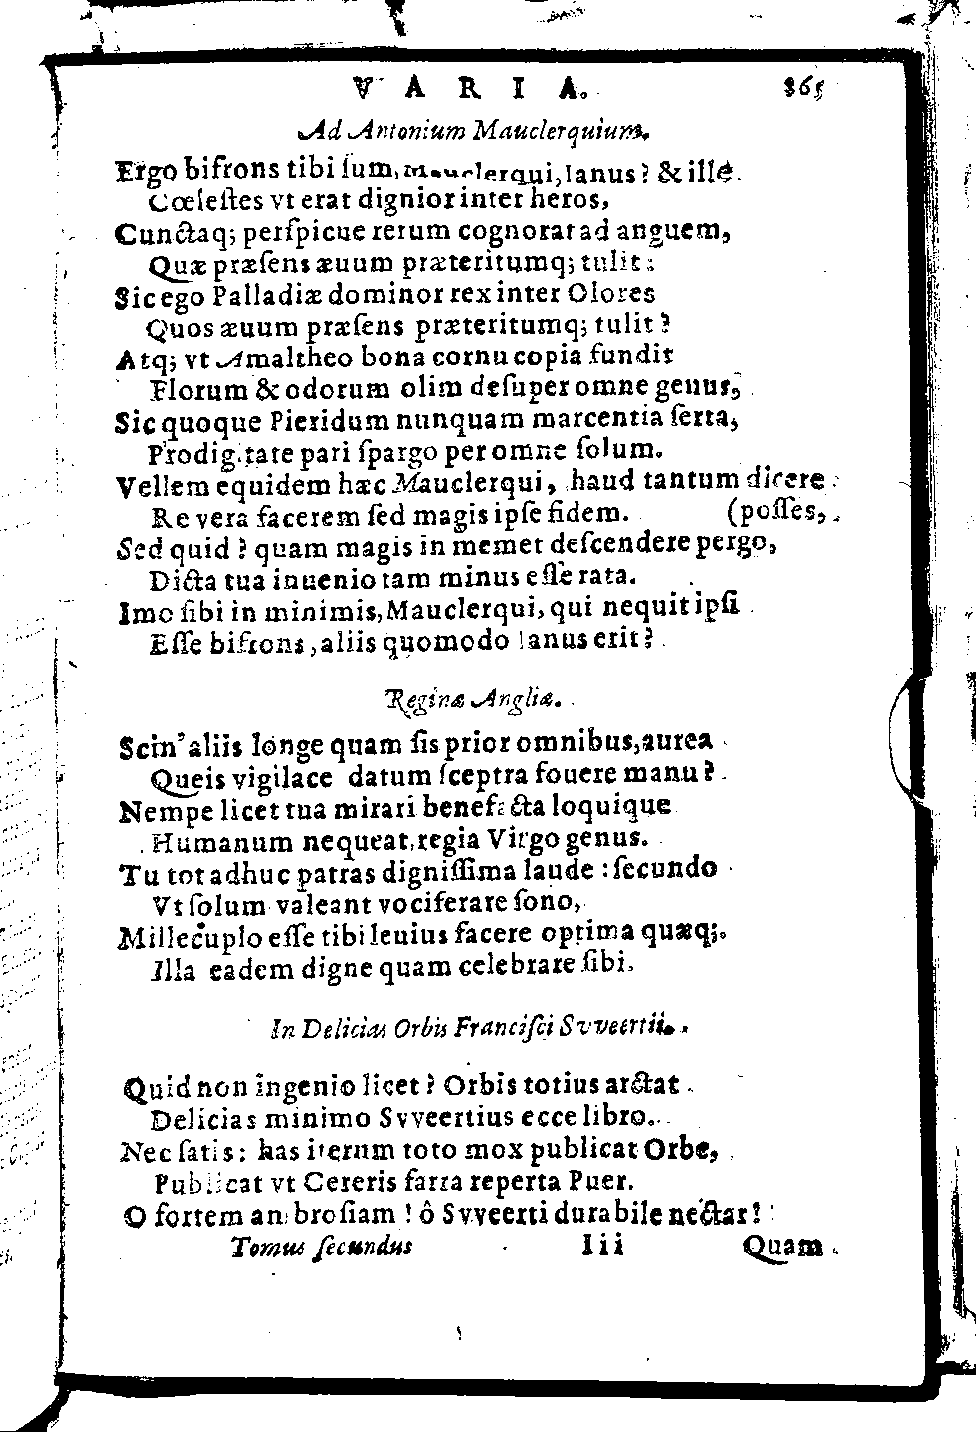 VARIA. 865
Ad Antonium Mauclerquium.
Ergo bifrons tibi ſum, Mauclerqui, Ianus? & ille
Cœleſtes vt erat dignior inter heros,
Cunctaq; perſpicue rerum cognorat ad anguem,
Quæ præſens æuum præteritumq; tulit:
Sic ego Palladiæ dominor rex inter Olores
Quos æuum præſens præteritumq; tulit?
Atq; vt Amaltheo bona cornu copia fundit
Florum & odorum olim deſuper omne genus,
Sic quoque Pieridum nunquam marcentia ſerta,
Prodigitate pari ſpargo per omne ſolum.
Vellem equidem hæc Mauclerqui, haud tantum dicere
Re vera facerem ſed magis ipſe fidem. (poſſes,
Sed quid? quam magis in memet deſcendere pergo,
Dicta tua inuenio tam minus eſſe rata.
Imo ſibi in minimis, Mauclerqui, qui nequit ipſi
Eſſe bifrons, aliis quomodo Ianus erit?
Reginæ Angliæ.
Scin' aliis longe quam ſis prior omnibus, aurea
Queis vigilace datum ſceptra fouere manu?
Nempe licet tua mirari benefacta loquique
Humanum nequeat, regia Virgo genus.
Tu tot adhuc patras digniſſima laude: ſecundo
Vt ſolum valeant vociferare ſono,
Millecuplo eſſe tibi leuius facere optima quæq;.
Illa eadem digne quam celebrare ſibi.
In Delicias Orbis Franciſci Svveertii.
Quid non ingenio licet? Orbis totius arctat
Delicias minimo Svveertius ecce libro.
Nec ſatis: has iterum toto mox publicat Orbe,
Publicat vt Cereris farra reperta Puer.
O fortem ambroſiam! ô Svveerti durabile nectar!
Tomus ſecundus Iii Quam